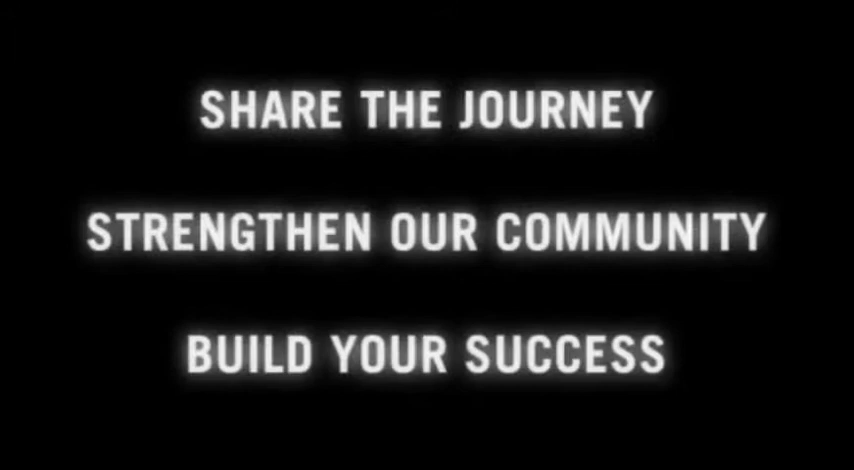 SHARE THE JOURNEY
STRENGTHEN OUR COMMUNITY
BUILD YOUR SUCCESS